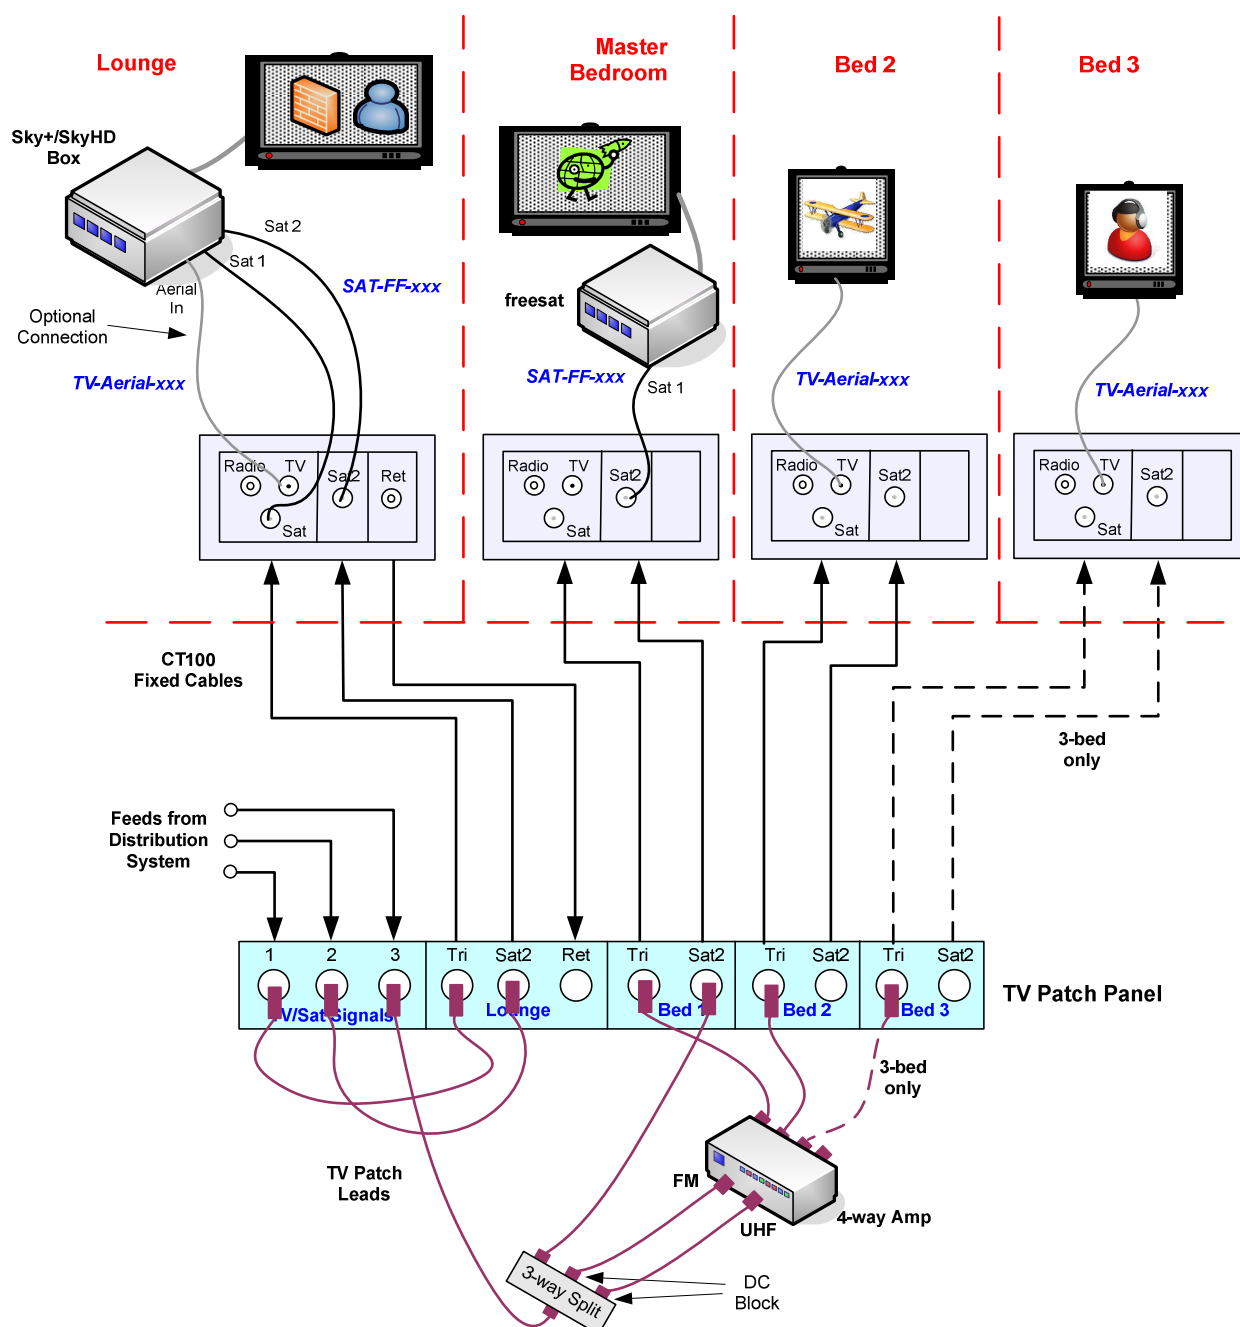 Lounge
Master
Bedroom
Bed 2
Bed 3
Sky+/SkyHD
Box
Sat 2
Sat 1
Aerial
In
SAT-FF-xxx
Optional
Connection
TV-Aerial-xxx
freesat
SAT-FF-xxx
Sat 1
TV-Aerial-xxx
TV-Aerial-xxx
Radio TV Sat2 Ret
Sat
Radio TV Sat2
Sat
Radio TV Sat2
Sat
Radio TV Sat2
Sat
CT100
Fixed Cables
3-bed
only
Feeds from
Distribution
System
1 2 3 Tri Sat2 Ret Tri Sat2 Tri Sat2 Tri Sat2
TV/Sat Signals Lounge Bed 1 Bed 2 Bed 3
TV Patch Panel
3-bed
only
TV Patch
Leads
FM
UHF
4-way Amp
3-way Split
DC
Block